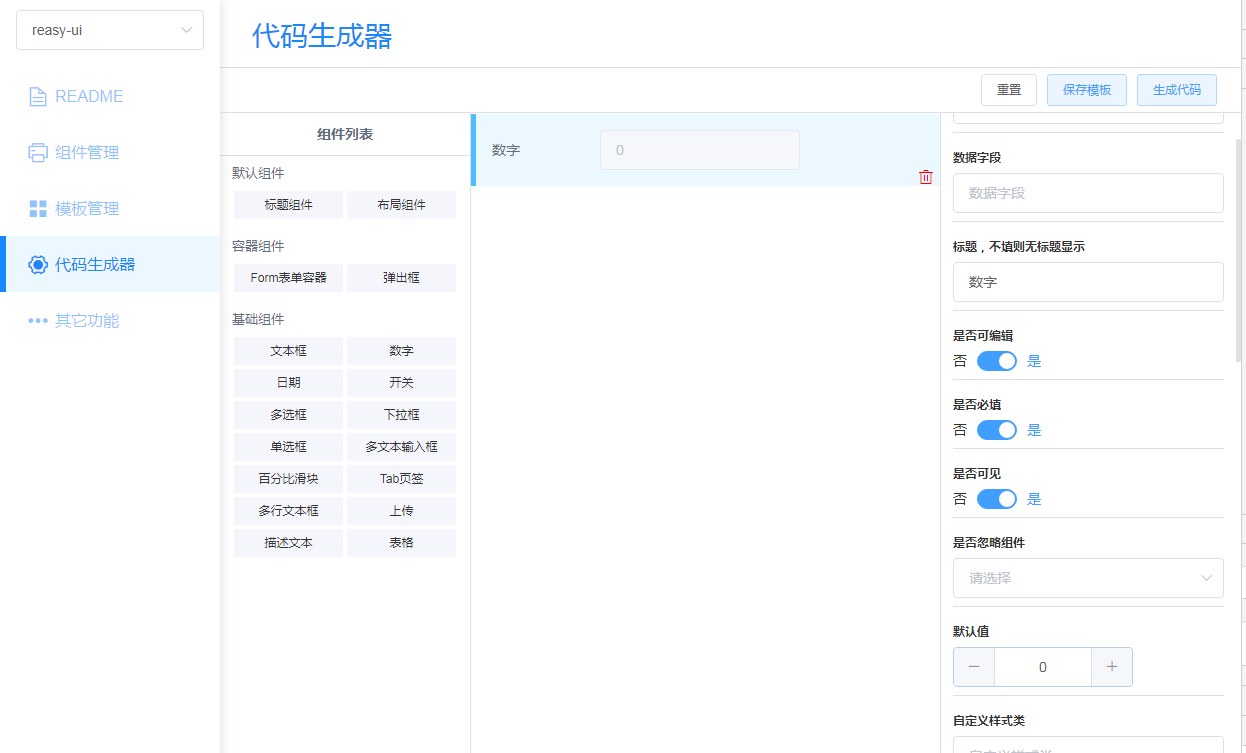 reasy-ui
README
组件管理
模板管理
代码生成器
其它功能
代码生成器
重置
保存模板
生成代码
组件列表
默认组件
标题组件
布局组件
容器组件
Form表单容器
弹出框
基础组件
文本框
数字
日期
开关
多选框
下拉框
单选框
多文本输入框
百分比滑块
Tab页签
多行文本框
上传
描述文本
表格
数字
0
数据字段
数据字段
标题，不填则无标题显示
数字
是否可编辑
否 是
是否必填
否 是
是否可见
否 是
是否忽略组件
请选择
默认值
0
自定义样式类